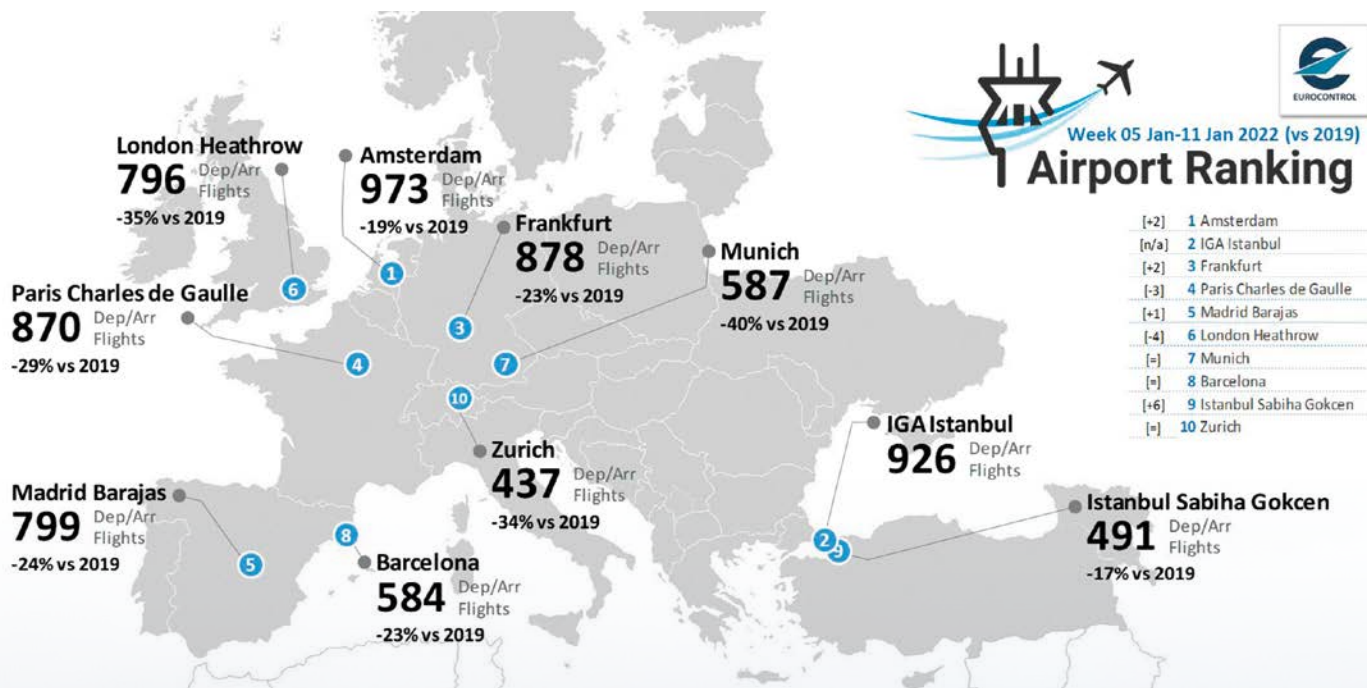 EUROCONTROL
Week 05 Jan-11 Jan 2022 (vs 2019)
Airport Ranking
[+2] 1 Amsterdam
[n/a] 2 IGA Istanbul
[+2] 3 Frankfurt
[-3] 4 Paris Charles de Gaulle
[+1] 5 Madrid Barajas
[-4] 6 London Heathrow
[=] 7 Munich
[=] 8 Barcelona
[+6] 9 Istanbul Sabiha Gokcen
[=] 10 Zurich
London Heathrow
796 Dep/Arr
Flights
-35% vs 2019
Amsterdam
973 Dep/Arr
Flights
-19% vs 2019
Frankfurt
878 Dep/Arr
Flights
-23% vs 2019
Munich
587 Dep/Arr
Flights
-40% vs 2019
Paris Charles de Gaulle
870 Dep/Arr
Flights
-29% vs 2019
IGA Istanbul
926 Dep/Arr
Flights
Zurich
437 Dep/Arr
Flights
-34% vs 2019
Madrid Barajas
799 Dep/Arr
Flights
-24% vs 2019
Istanbul Sabiha Gokcen
491 Dep/Arr
Flights
-17% vs 2019
Barcelona
584 Dep/Arr
Flights
-23% vs 2019
1
6
3
4
7
10
8
5
2
9